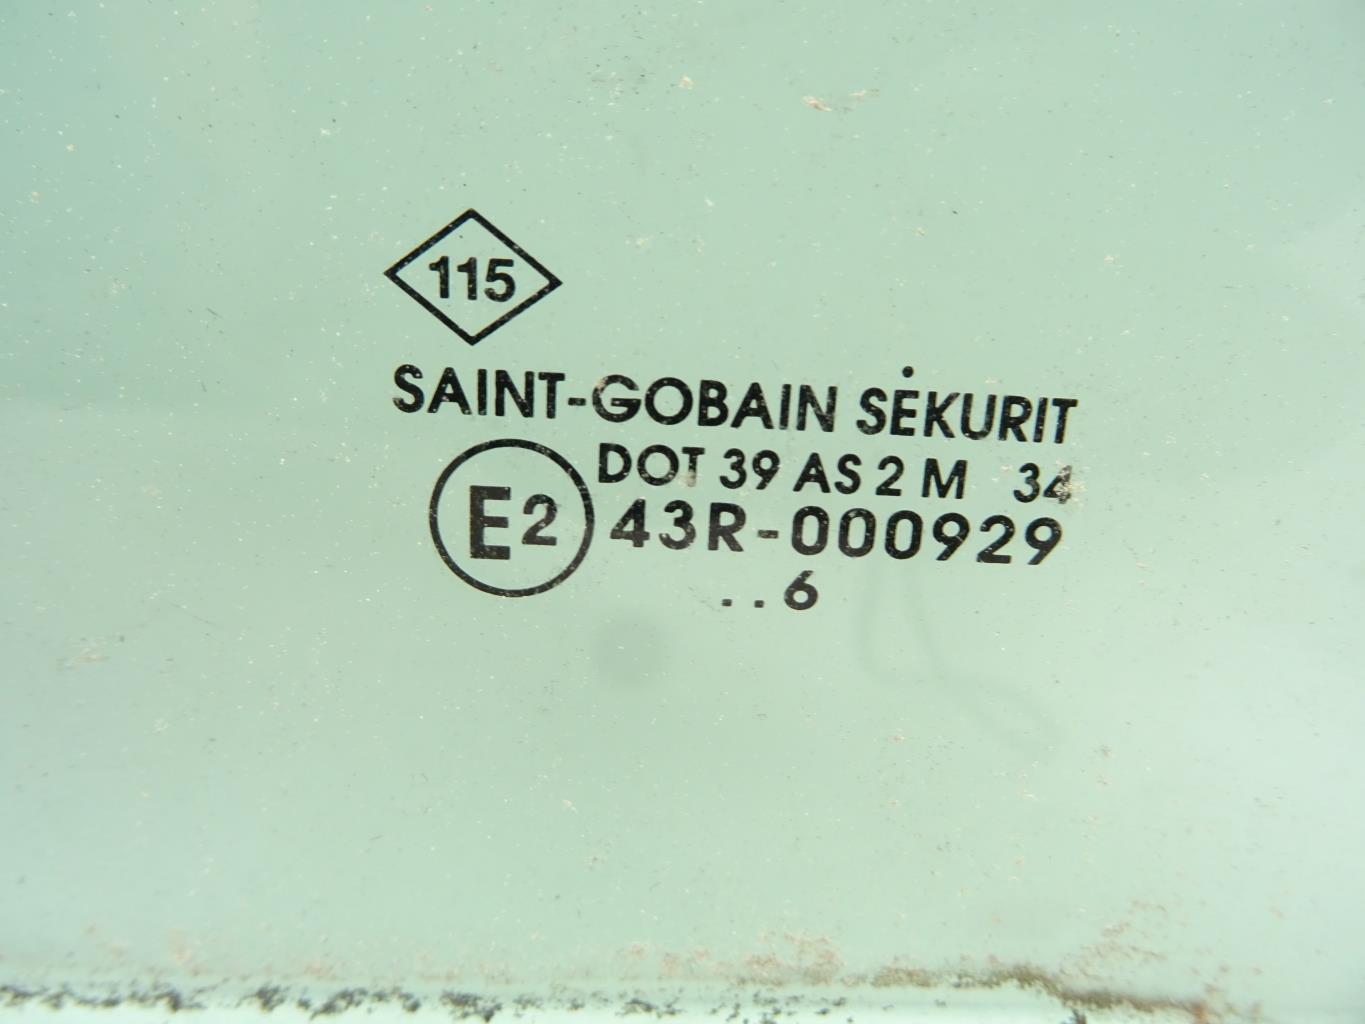 115
SAINT-GOBAIN SEKURIT
DOT 39 AS 2 M 34
E2 43R-000929
..6